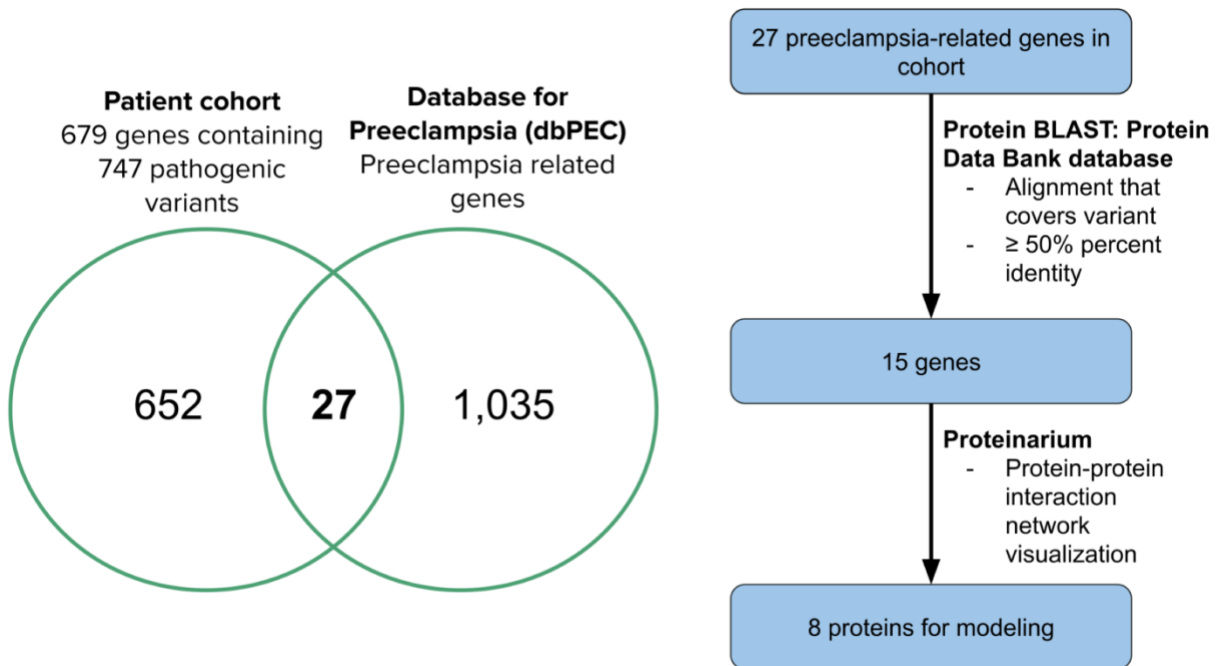 Patient cohort
679 genes containing
747 pathogenic
variants
Database for
Preeclampsia (dbPEC)
Preeclampsia related
genes
652
27
1,035
27 preeclampsia-related genes in
cohort
Protein BLAST: Protein
Data Bank database
- Alignment that
covers variant
- ≥ 50% percent
identity
15 genes
Proteinarium
- Protein-protein
interaction
network
visualization
8 proteins for modeling